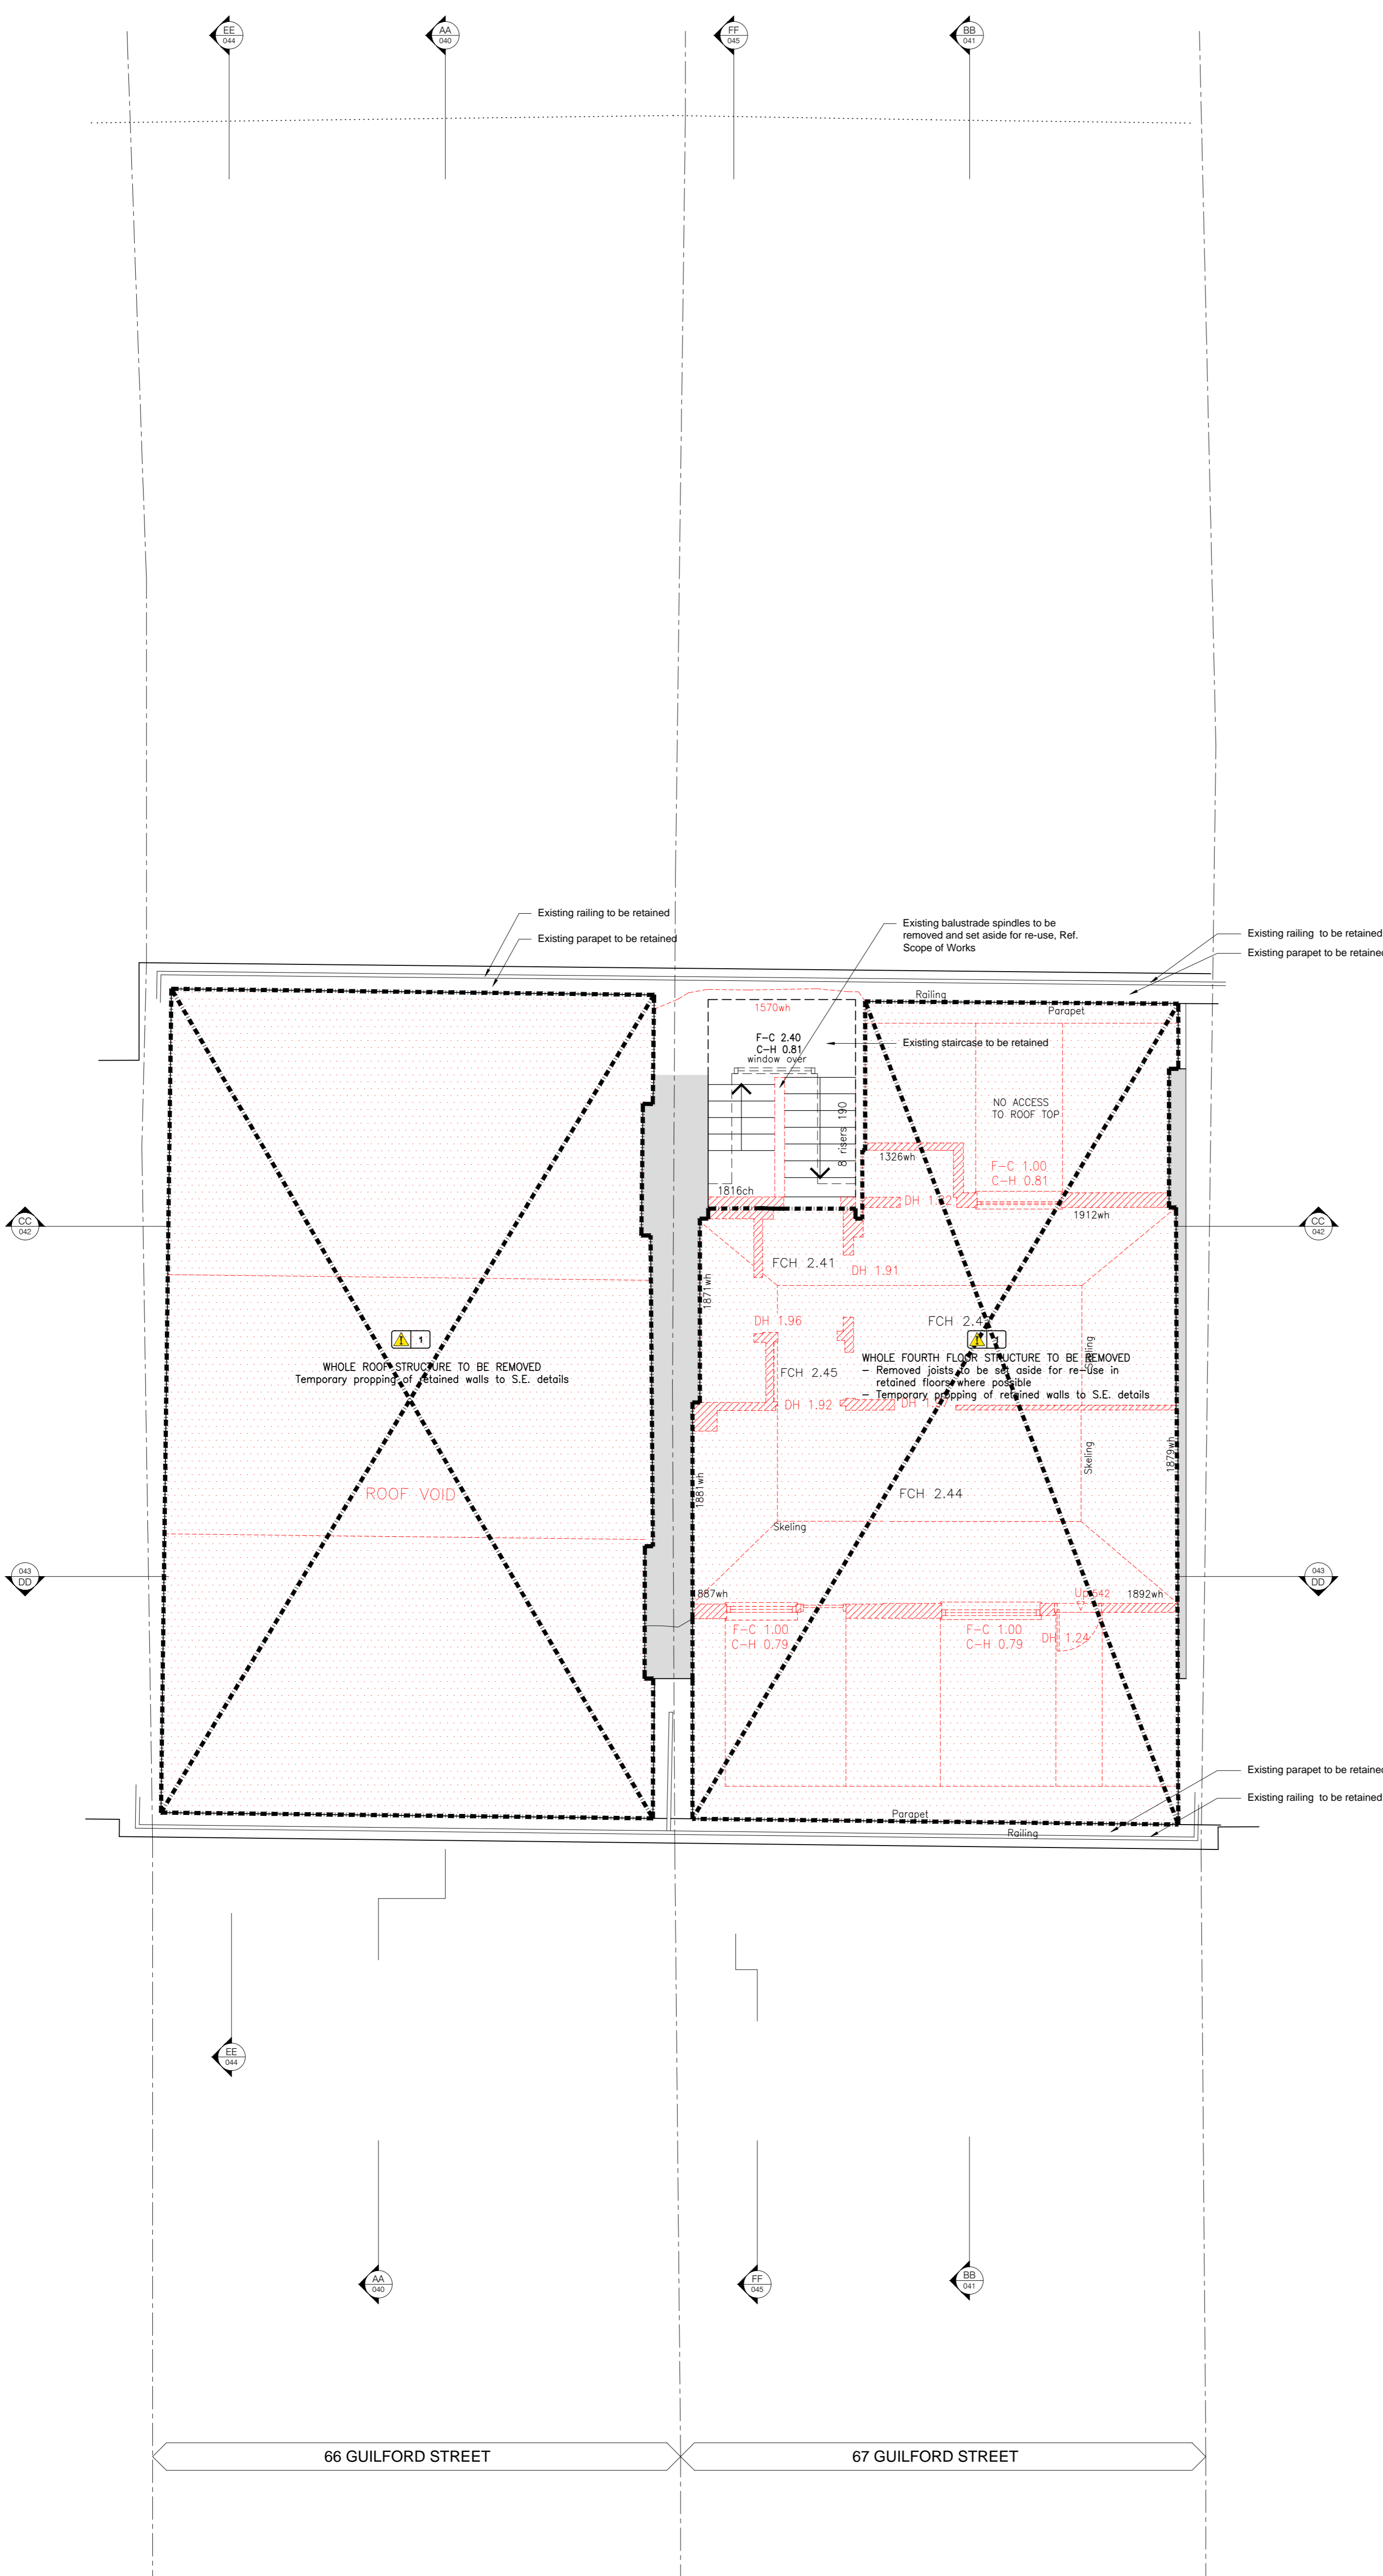 EE
044
AA
040
FF
045
BB
041
Existing railing to be retained
Existing parapet to be retained
Existing balustrade spindles to be
removed and set aside for re-use, Ref.
Scope of Works
Existing railing to be retained
Existing parapet to be retained
Railing
Parapet
1570wh
F-C 2.40
C-H 0.81
window over
Existing staircase to be retained
NO ACCESS
TO ROOF TOP
8 risers 190
1326wh
F-C 1.00
C-H 0.81
1816ch
1912wh
CC
042
CC
042
FCH 2.41
DH 1.91
1871wh
DH 1.96
FCH 2.4
1
1
Skeling
WHOLE ROOF STRUCTURE TO BE REMOVED
Temporary propping of retained walls to S.E. details
WHOLE FOURTH FLOOR STRUCTURE TO BE REMOVED
- Removed joists to be set aside for re-use in
retained floors where possible
- Temporary propping of retained walls to S.E. details
FCH 2.45
DH 1.92
Skeling
1879wh
1881wh
ROOF VOID
FCH 2.44
Skeling
043
DD
043
DD
887wh
Up 542
1892wh
F-C 1.00
C-H 0.79
F-C 1.00
C-H 0.79
DH 1.24
Existing parapet to be retained
Existing railing to be retained
Parapet
Railing
EE
044
AA
040
FF
045
BB
041
66 GUILFORD STREET
67 GUILFORD STREET